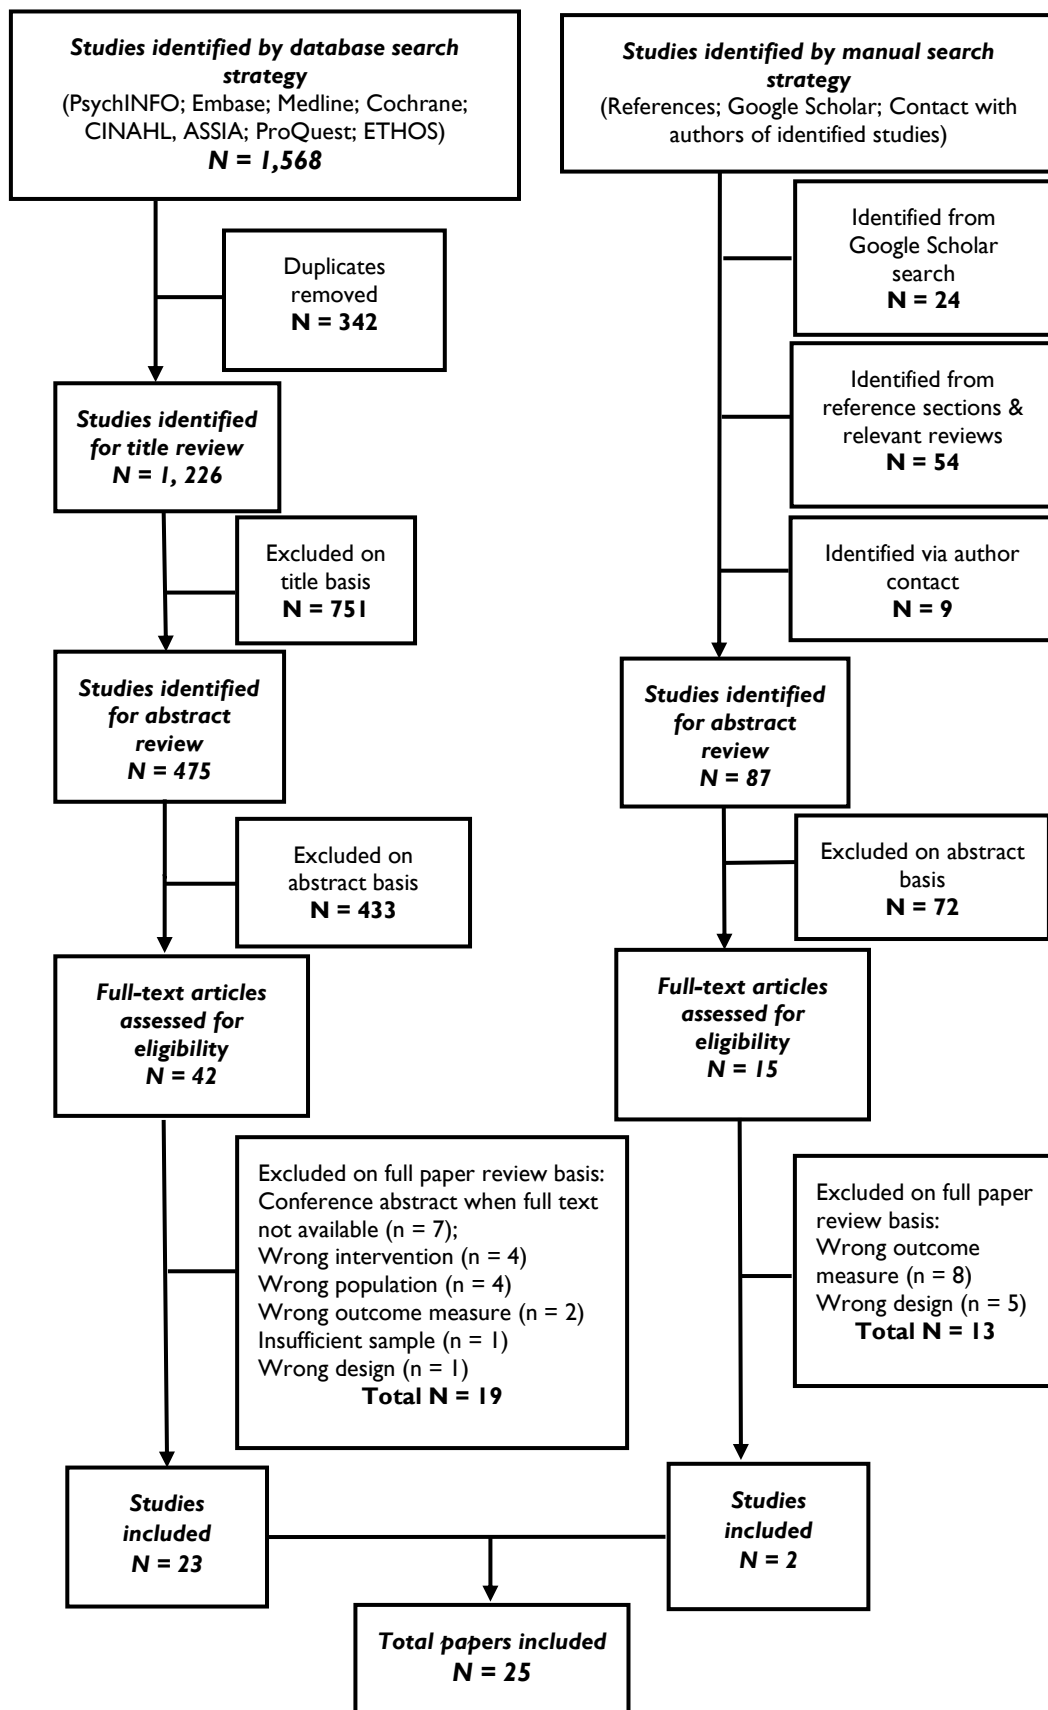 Studies identified by database search
strategy
(PsychINFO; Embase; Medline; Cochrane;
CINAHL, ASSIA; ProQuest; ETHOS)
N = 1,568
Studies identified by manual search
strategy
(References; Google Scholar; Contact with
authors of identified studies)
Duplicates
removed
N = 342
Identified from
Google Scholar
search
N = 24
Studies identified
for title review
N = 1, 226
Identified from
reference sections &
relevant reviews
N = 54
Excluded on
title basis
N = 751
Identified via author
contact
N = 9
Studies identified
for abstract
review
N = 475
Studies identified
for abstract
review
N = 87
Excluded on
abstract basis
N = 433
Excluded on abstract
basis
N = 72
Full-text articles
assessed for
eligibility
N = 42
Full-text articles
assessed for
eligibility
N = 15
Excluded on full paper review basis:
Conference abstract when full text
not available (n = 7);
Wrong intervention (n = 4)
Wrong population (n = 4)
Wrong outcome measure (n = 2)
Insufficient sample (n = 1)
Wrong design (n = 1)
Total N = 19
Excluded on full paper
review basis:
Wrong outcome
measure (n = 8)
Wrong design (n = 5)
Total N = 13
Studies
included
N = 23
Studies
included
N = 2
Total papers included
N = 25